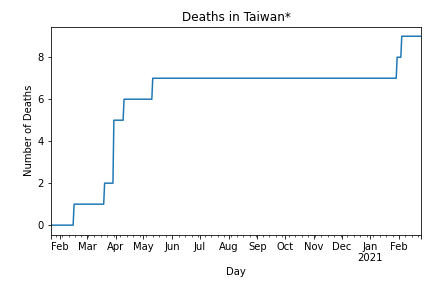 Deaths in Taiwan*
Number of Deaths
8
6
4
2
0
Feb Mar Apr May Jun Jul Aug Sep Oct Nov Dec Jan Feb
2021
Day